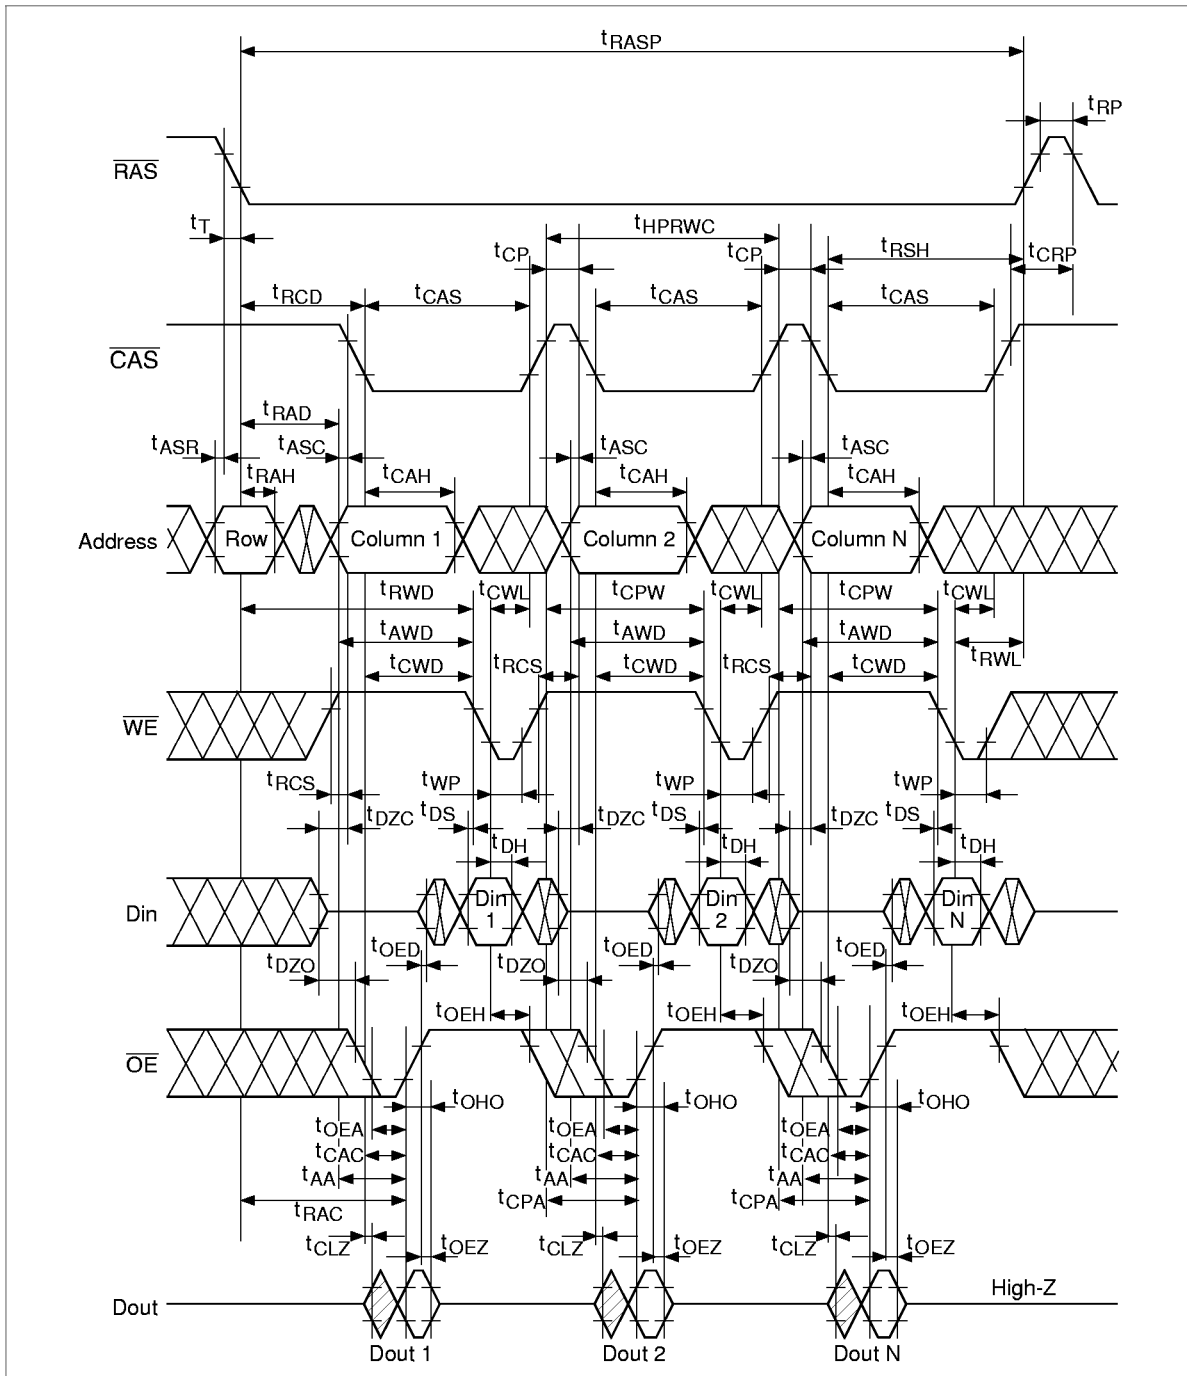 tRASP
tRP
RAS
tT
tHPRWC
tCP
tCP
tRSH
tCRP
tRCD
tCAS
tCAS
tCAS
CAS
tRAD
tASR
tASC
tASC
tASC
tRAH
tCAH
tCAH
tCAH
Address
Row
Column 1
Column 2
Column N
tRWD
tCWL
tCPW
tCWL
tCPW
tCWL
tAWD
tAWD
tAWD
tRWL
tCWD
tRCS
tCWD
tRCS
tCWD
WE
tRCS
tWP
tWP
tWP
tDZC
tDS
tDZC
tDS
tDZC
tDS
tDH
tDH
tDH
Din
Din 1
Din 2
Din N
tDZO
tOED
tDZO
tOED
tDZO
tOED
tOEH
tOEH
tOEH
OE
tOHO
tOHO
tOHO
tOEA
tOEA
tOEA
tCAC
tCAC
tCAC
tAA
tAA
tAA
tRAC
tCPA
tCPA
tCLZ
tOEZ
tCLZ
tOEZ
tCLZ
tOEZ
High-Z
Dout
Dout 1
Dout 2
Dout N